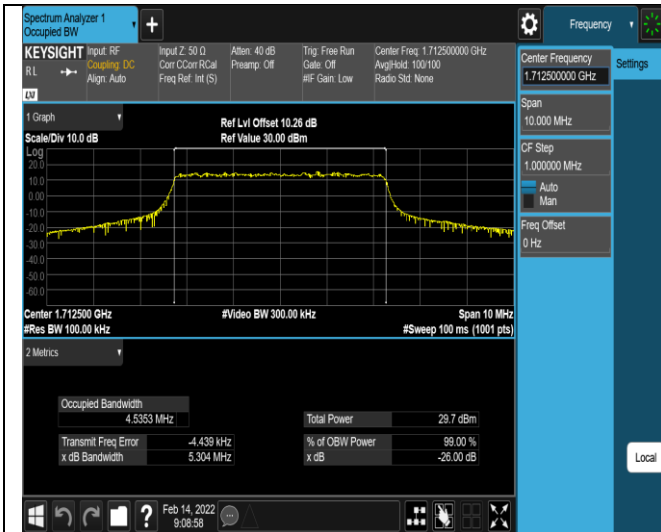 Spectrum Analyzer 1
Occupied BW
+
Frequency
KEYSIGHT
R L
LXI
Input: RF
Coupling: DC
Align: Auto
Input Z: 50 Ω
Corr CCorr RCal
Freq Ref: Int (S)
Atten: 40 dB
Preamp: Off
Trig: Free Run
Gate: Off
#IF Gain: Low
Center Freq: 1.712500000 GHz
Avg|Hold: 100/100
Radio Std: None
Center Frequency
1.712500000 GHz
Settings
Span
10.000 MHz
CF Step
1.000000 MHz
Auto
Man
Freq Offset
0 Hz
1 Graph
Scale/Div 10.0 dB
Ref Lvl Offset 10.26 dB
Ref Value 30.00 dBm
Log
20.0
10.0
0.00
-10.0
-20.0
-30.0
-40.0
-50.0
-60.0
Center 1.712500 GHz
#Res BW 100.00 kHz
#Video BW 300.00 kHz
Span 10 MHz
#Sweep 100 ms (1001 pts)
2 Metrics
Occupied Bandwidth
4.5353 MHz
Total Power 29.7 dBm
Transmit Freq Error -4.439 kHz
% of OBW Power 99.00 %
x dB Bandwidth 5.304 MHz
x dB -26.00 dB
Local
?
Feb 14, 2022
9:08:58